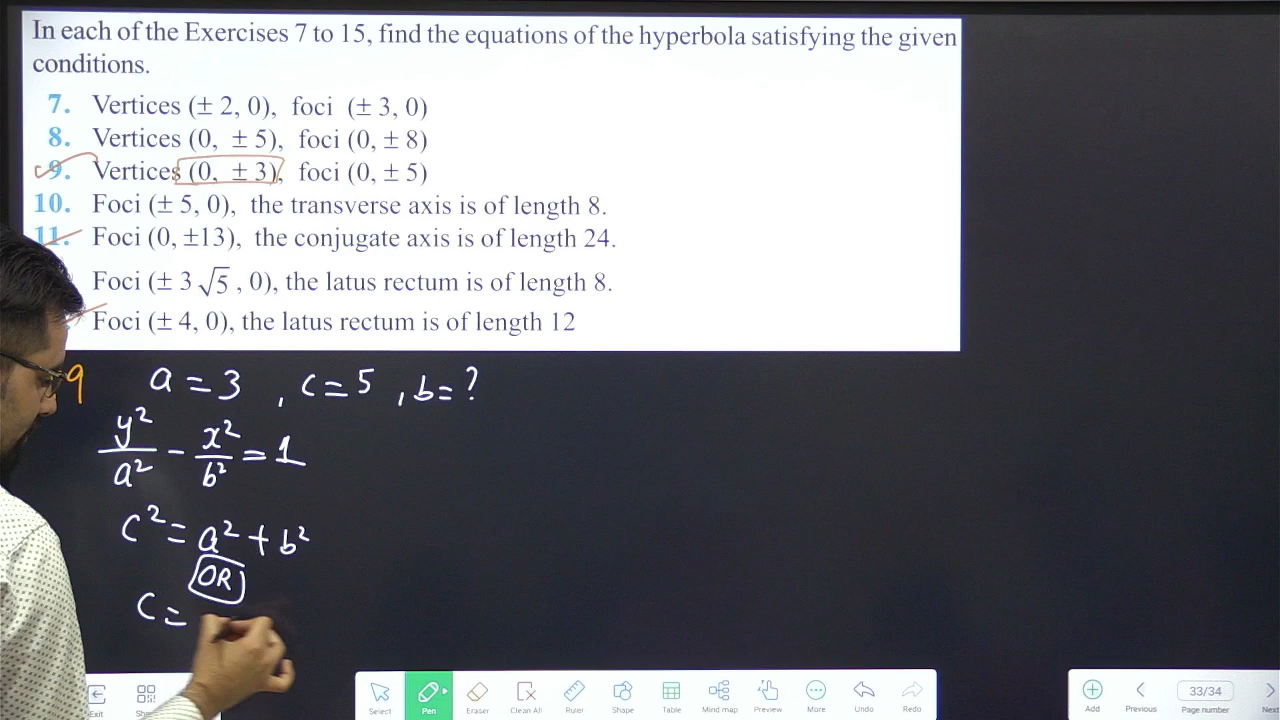 In each of the Exercises 7 to 15, find the equations of the hyperbola satisfying the given
conditions.
7. Vertices (± 2, 0), foci (± 3, 0)
8. Vertices (0, ± 5), foci (0, ± 8)
9. Vertices (0, ± 3), foci (0, ± 5)
10. Foci (± 5, 0), the transverse axis is of length 8.
11. Foci (0, ±13), the conjugate axis is of length 24.
Foci (± 3 √5 , 0), the latus rectum is of length 8.
Foci (± 4, 0), the latus rectum is of length 12
9 a = 3 , c = 5 , b = ?
y²/a² - x²/b² = 1
c² = a² + b²
OR
c =
Exit Select Pen Eraser Clean All Ruler Shape Table Mind map Preview More Undo Redo Add Previous 33/34 Page number Next